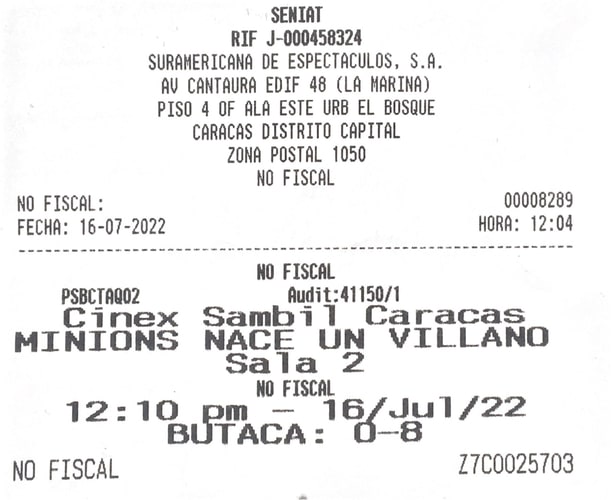 SENIAT
RIF J-000458324
SURAMERICANA DE ESPECTACULOS, S.A.
AV CANTAURA EDIF 48 (LA MARINA)
PISO 4 OF ALA ESTE URB EL BOSQUE
CARACAS DISTRITO CAPITAL
ZONA POSTAL 1050
NO FISCAL
NO FISCAL: 00008289
FECHA: 16-07-2022 HORA: 12:04
NO FISCAL
PSBCTAQ02 Audit:41150/1
Cinex Sambil Caracas
MINIONS NACE UN VILLANO
Sala 2
NO FISCAL
12:10 pm - 16/Jul/22
BUTACA: O-8
NO FISCAL Z7C0025703